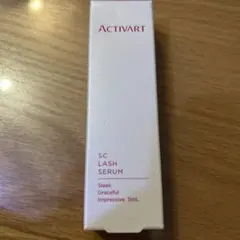 ACTIVART
SC
LASH
SERUM
Sleek
Graceful
Impressive 5mL